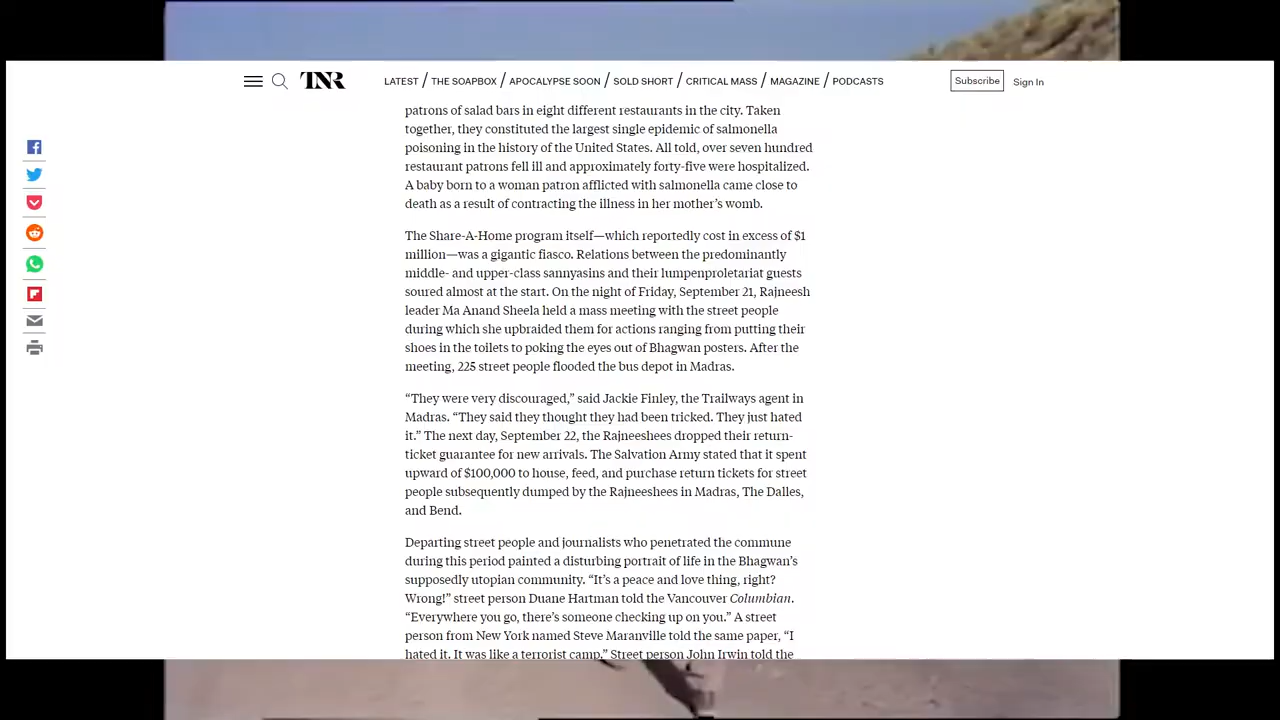 TNR
LATEST / THE SOAPBOX / APOCALYPSE SOON / SOLD SHORT / CRITICAL MASS / MAGAZINE / PODCASTS
Subscribe
Sign In
patrons of salad bars in eight different restaurants in the city. Taken
together, they constituted the largest single epidemic of salmonella
poisoning in the history of the United States. All told, over seven hundred
restaurant patrons fell ill and approximately forty-five were hospitalized.
A baby born to a woman patron afflicted with salmonella came close to
death as a result of contracting the illness in her mother’s womb.
The Share-A-Home program itself—which reportedly cost in excess of $1
million—was a gigantic fiasco. Relations between the predominantly
middle- and upper-class sannyasins and their lumpenproletariat guests
soured almost at the start. On the night of Friday, September 21, Rajneesh
leader Ma Anand Sheela held a mass meeting with the street people
during which she upbraided them for actions ranging from putting their
shoes in the toilets to poking the eyes out of Bhagwan posters. After the
meeting, 225 street people flooded the bus depot in Madras.
“They were very discouraged,” said Jackie Finley, the Trailways agent in
Madras. “They said they thought they had been tricked. They just hated
it.” The next day, September 22, the Rajneeshees dropped their return-
ticket guarantee for new arrivals. The Salvation Army stated that it spent
upward of $100,000 to house, feed, and purchase return tickets for street
people subsequently dumped by the Rajneeshees in Madras, The Dalles,
and Bend.
Departing street people and journalists who penetrated the commune
during this period painted a disturbing portrait of life in the Bhagwan’s
supposedly utopian community. “It’s a peace and love thing, right?
Wrong!” street person Duane Hartman told the Vancouver Columbian.
“Everywhere you go, there’s someone checking up on you.” A street
person from New York named Steve Maranville told the same paper, “I
hated it. It was like a terrorist camp.” Street person John Irwin told the